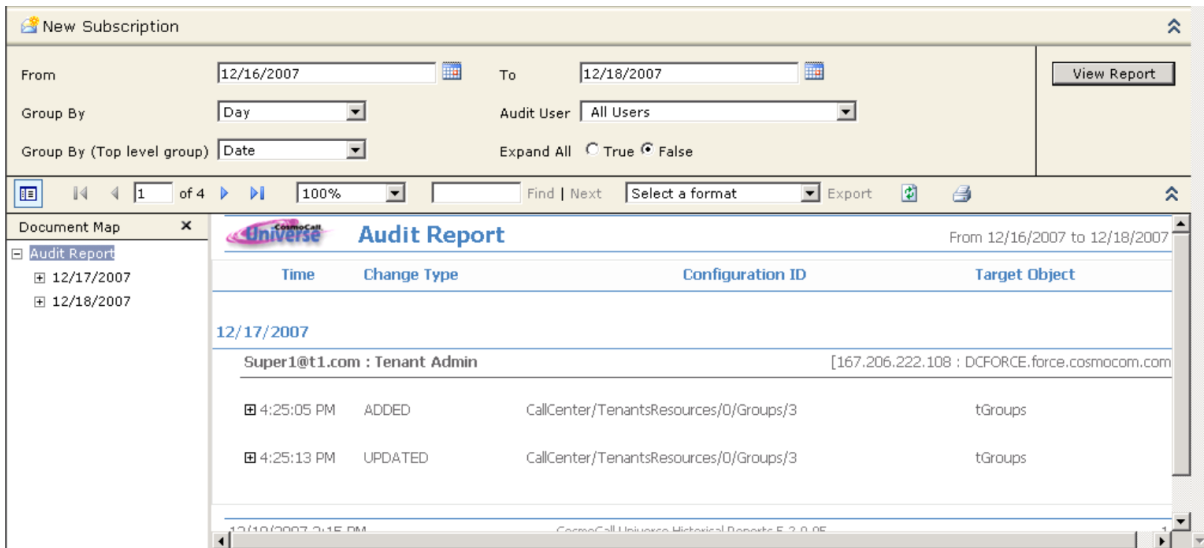 New Subscription
From 12/16/2007 To 12/18/2007 View Report
Group By Day Audit User All Users
Group By (Top level group) Date Expand All True False
1 of 4 100% Find | Next Select a format Export
Document Map x
Audit Report
12/17/2007
12/18/2007
CosmoCall
Universe
Audit Report
From 12/16/2007 to 12/18/2007
Time Change Type Configuration ID Target Object
12/17/2007
Super1@t1.com : Tenant Admin [167.206.222.108 : DCFORCE.force.cosmocom.com
4:25:05 PM ADDED CallCenter/TenantsResources/0/Groups/3 tGroups
4:25:13 PM UPDATED CallCenter/TenantsResources/0/Groups/3 tGroups
CosmoCall Universe Historical Reports